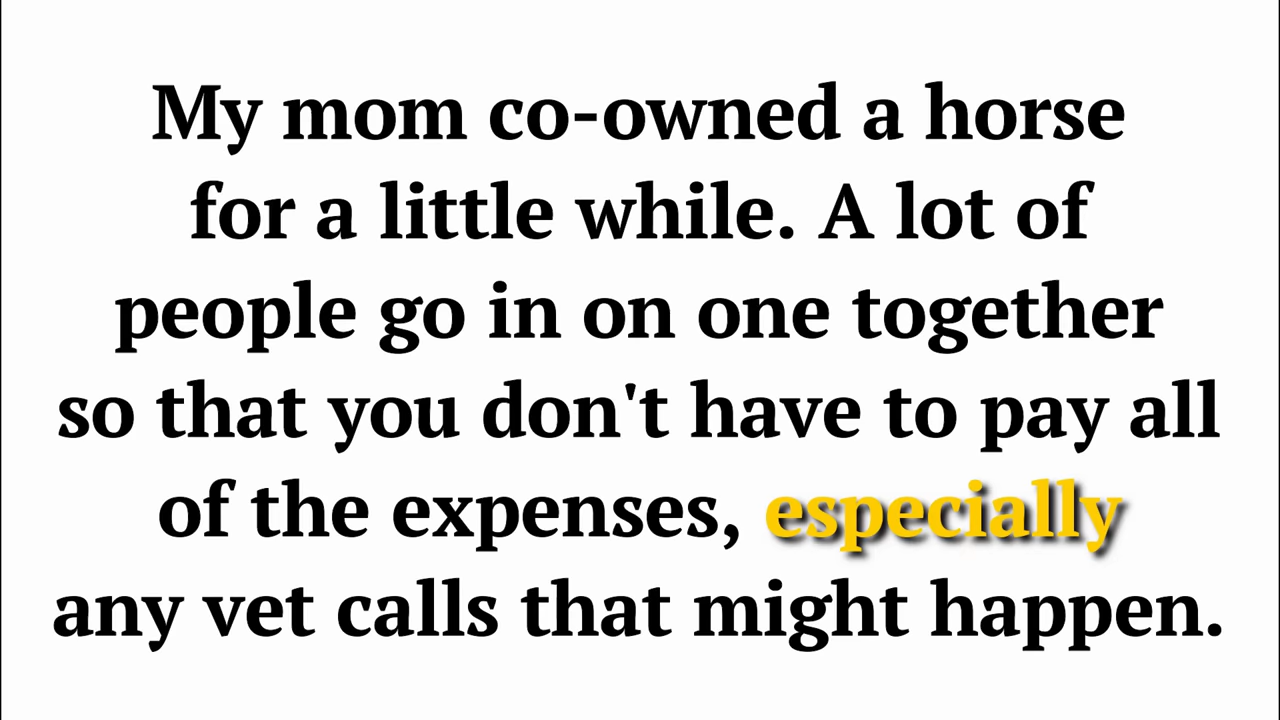 My mom co-owned a horse
for a little while. A lot of
people go in on one together
so that you don't have to pay all
of the expenses, especially
any vet calls that might happen.